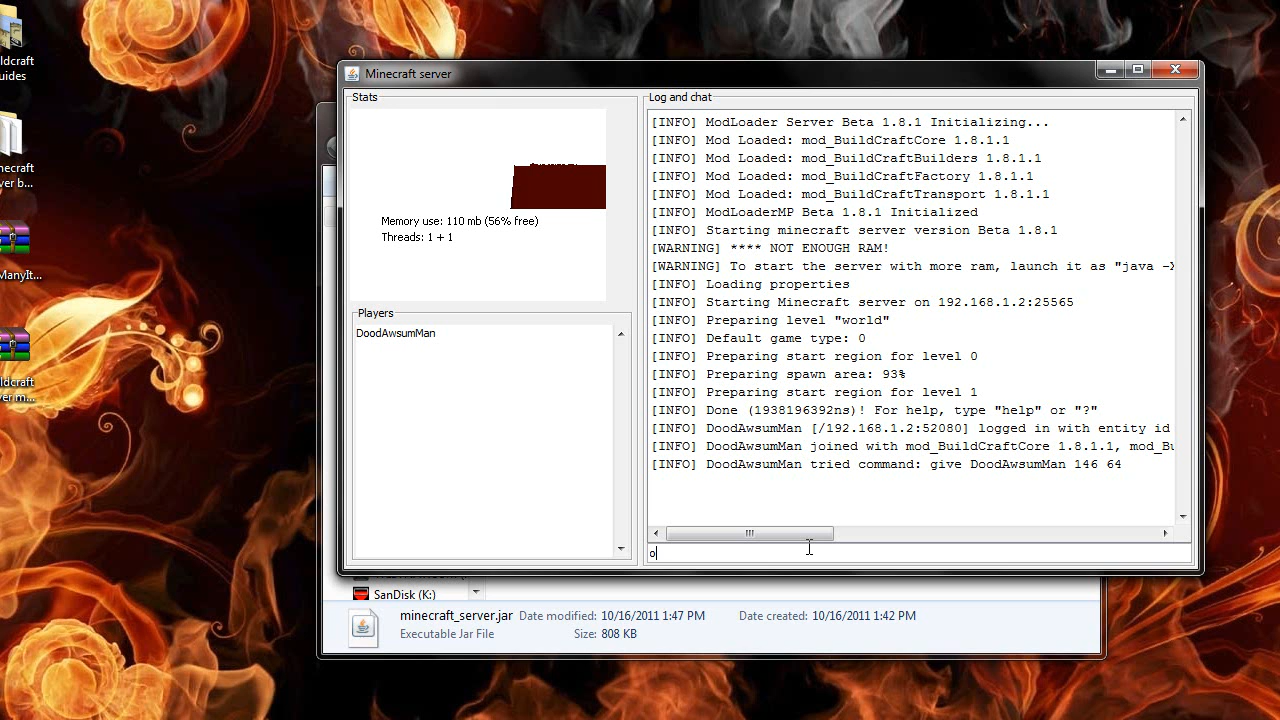 ldcraft
uides
necraft
ver b...
ManyIt...
ldcraft
Minecraft server
Stats
Memory use: 110 mb (56% free)
Threads: 1 + 1
Players
DoodAwsumMan
Log and chat
[INFO] ModLoader Server Beta 1.8.1 Initializing...
[INFO] Mod Loaded: mod_BuildCraftCore 1.8.1.1
[INFO] Mod Loaded: mod_BuildCraftBuilders 1.8.1.1
[INFO] Mod Loaded: mod_BuildCraftFactory 1.8.1.1
[INFO] Mod Loaded: mod_BuildCraftTransport 1.8.1.1
[INFO] ModLoaderMP Beta 1.8.1 Initialized
[INFO] Starting minecraft server version Beta 1.8.1
[WARNING] **** NOT ENOUGH RAM!
[WARNING] To start the server with more ram, launch it as "java -X
[INFO] Loading properties
[INFO] Starting Minecraft server on 192.168.1.2:25565
[INFO] Preparing level "world"
[INFO] Default game type: 0
[INFO] Preparing start region for level 0
[INFO] Preparing spawn area: 93%
[INFO] Preparing start region for level 1
[INFO] Done (1938196392ns)! For help, type "help" or "?"
[INFO] DoodAwsumMan [/192.168.1.2:52080] logged in with entity id
[INFO] DoodAwsumMan joined with mod_BuildCraftCore 1.8.1.1, mod_Bu
[INFO] DoodAwsumMan tried command: give DoodAwsumMan 146 64
o
SanDisk (K:)
minecraft_server.jar Date modified: 10/16/2011 1:47 PM Date created: 10/16/2011 1:42 PM
Executable Jar File Size: 808 KB